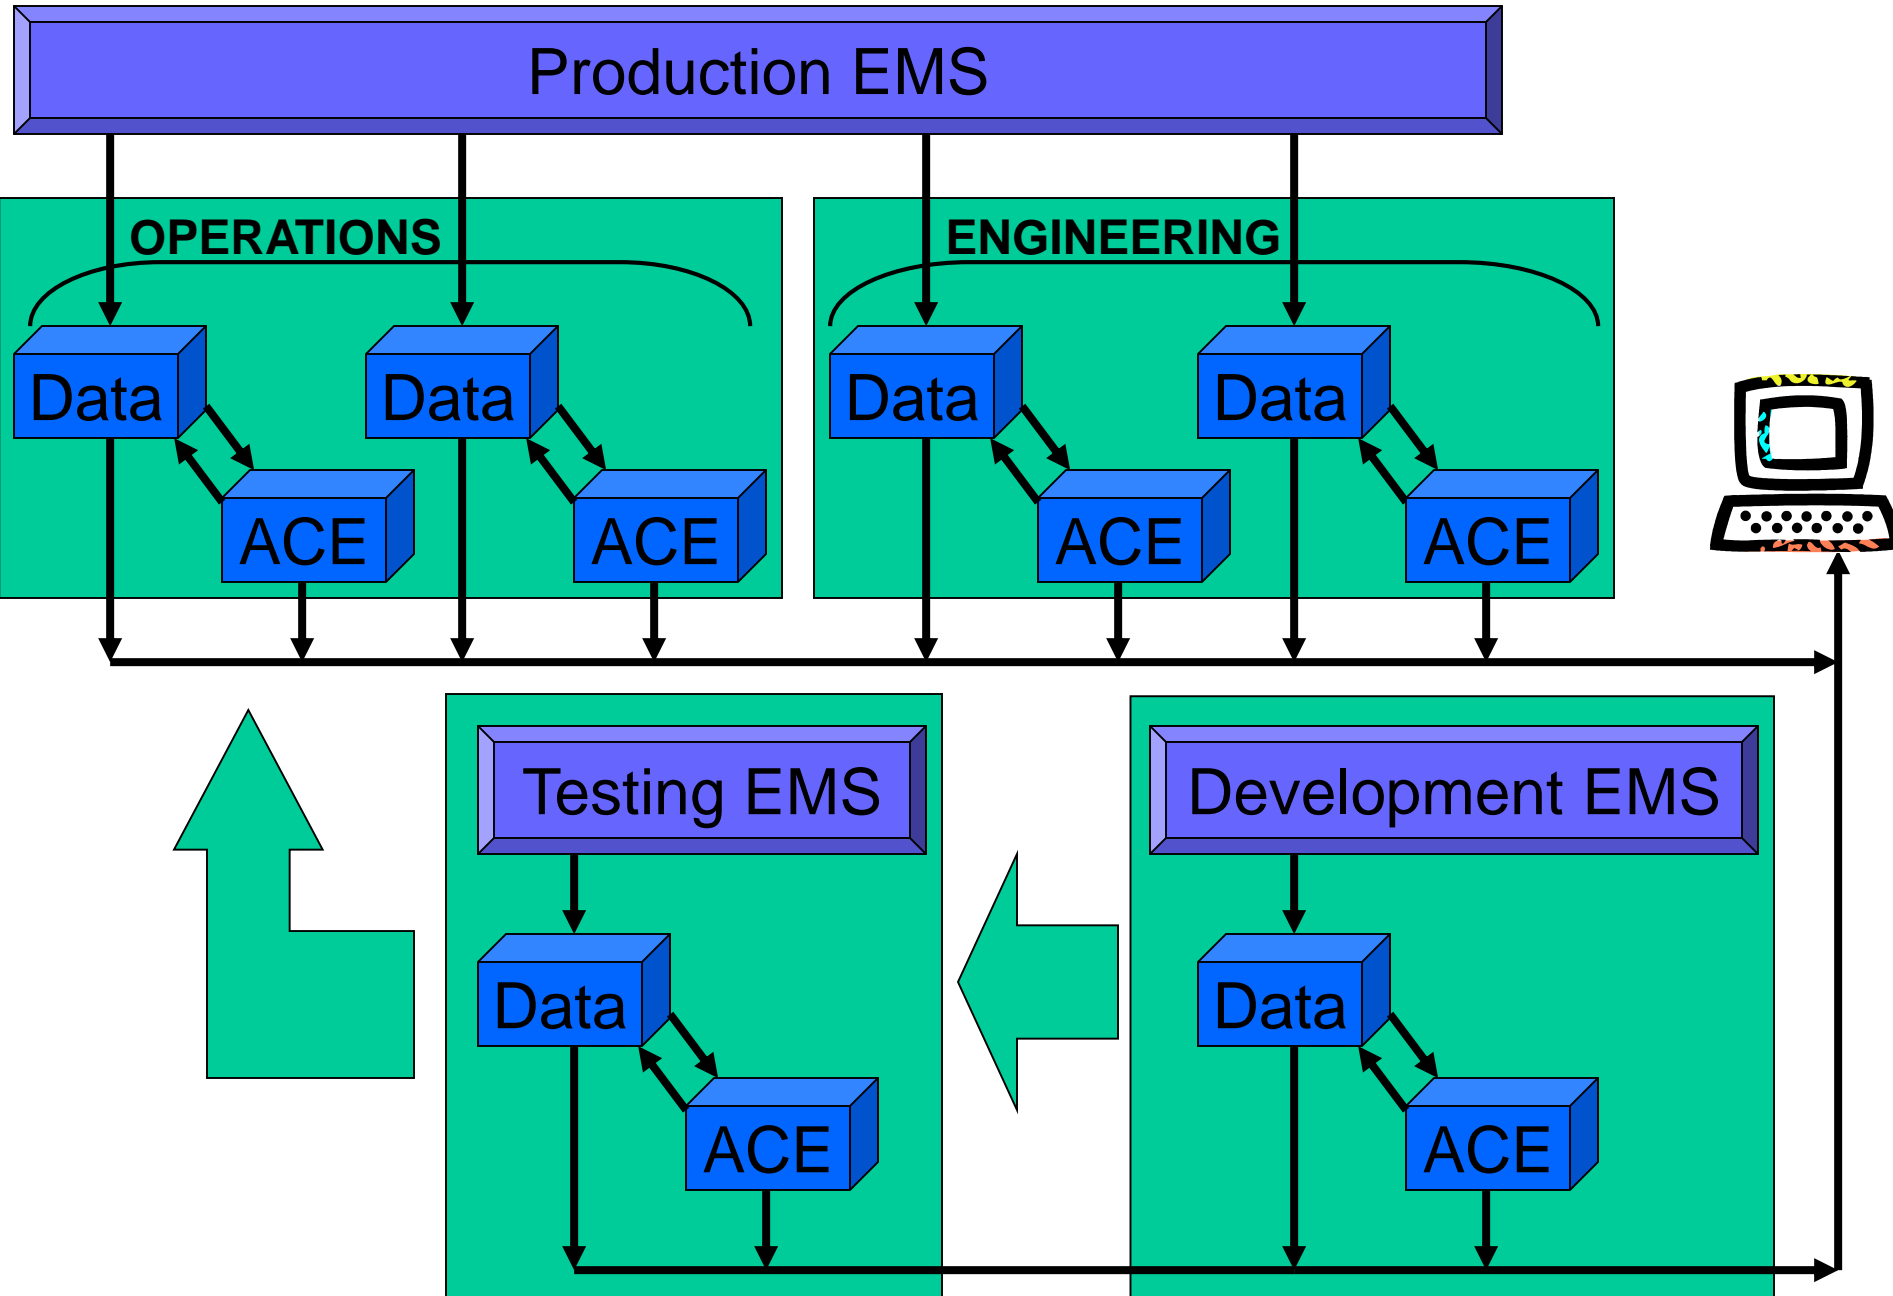 Production EMS
OPERATIONS
ENGINEERING
Data
Data
Data
Data
ACE
ACE
ACE
ACE
Testing EMS
Development EMS
Data
Data
ACE
ACE